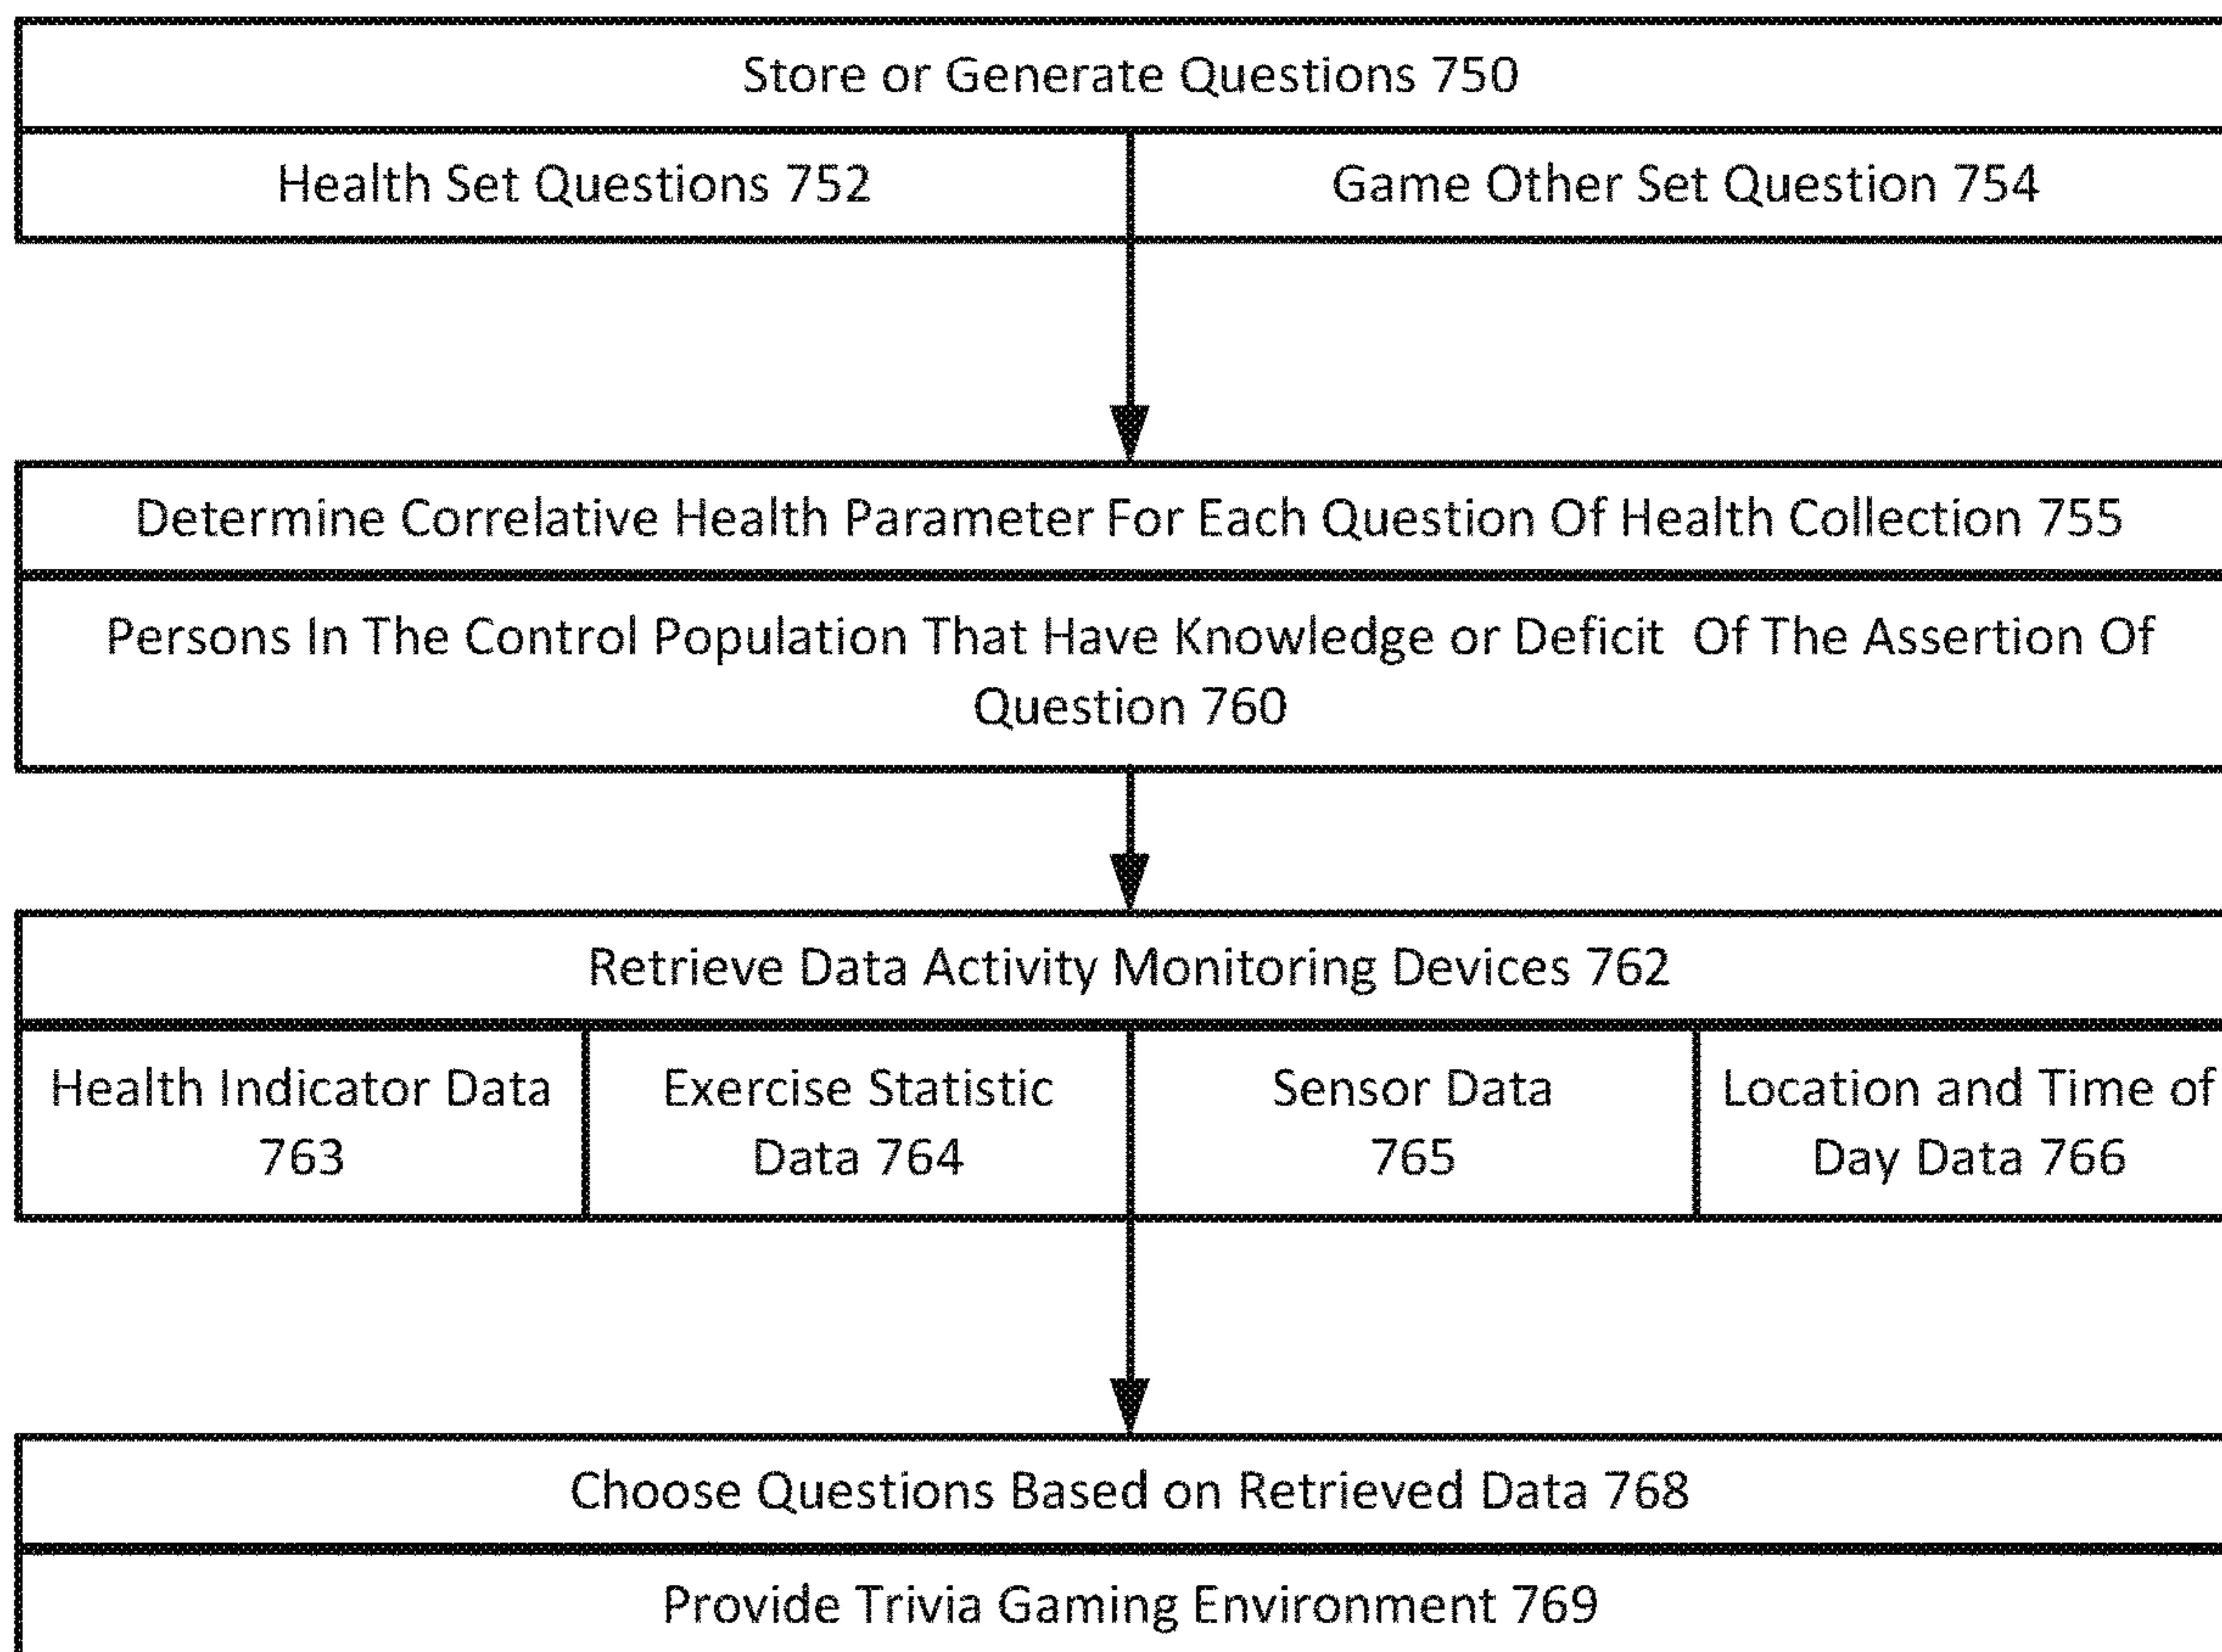 Store or Generate Questions 750
Health Set Questions 752
Game Other Set Question 754
Determine Correlative Health Parameter For Each Question Of Health Collection 755
Persons In The Control Population That Have Knowledge or Deficit Of The Assertion Of
Question 760
Retrieve Data Activity Monitoring Devices 762
Health Indicator Data
763
Exercise Statistic
Data 764
Sensor Data
765
Location and Time of
Day Data 766
Choose Questions Based on Retrieved Data 768
Provide Trivia Gaming Environment 769